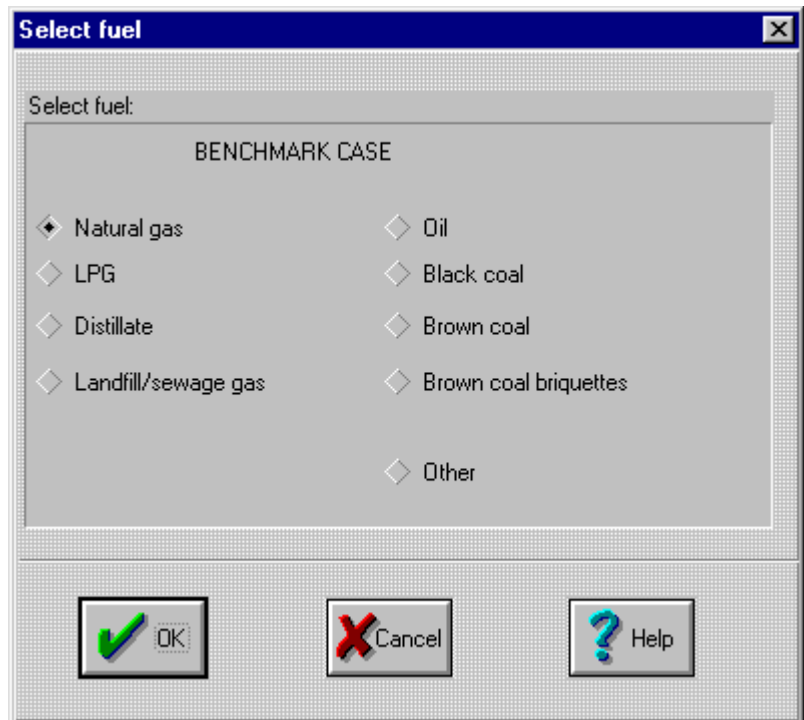 Select fuel
Select fuel:
BENCHMARK CASE
Natural gas
Oil
LPG
Black coal
Distillate
Brown coal
Landfill/sewage gas
Brown coal briquettes
Other
OK
Cancel
Help